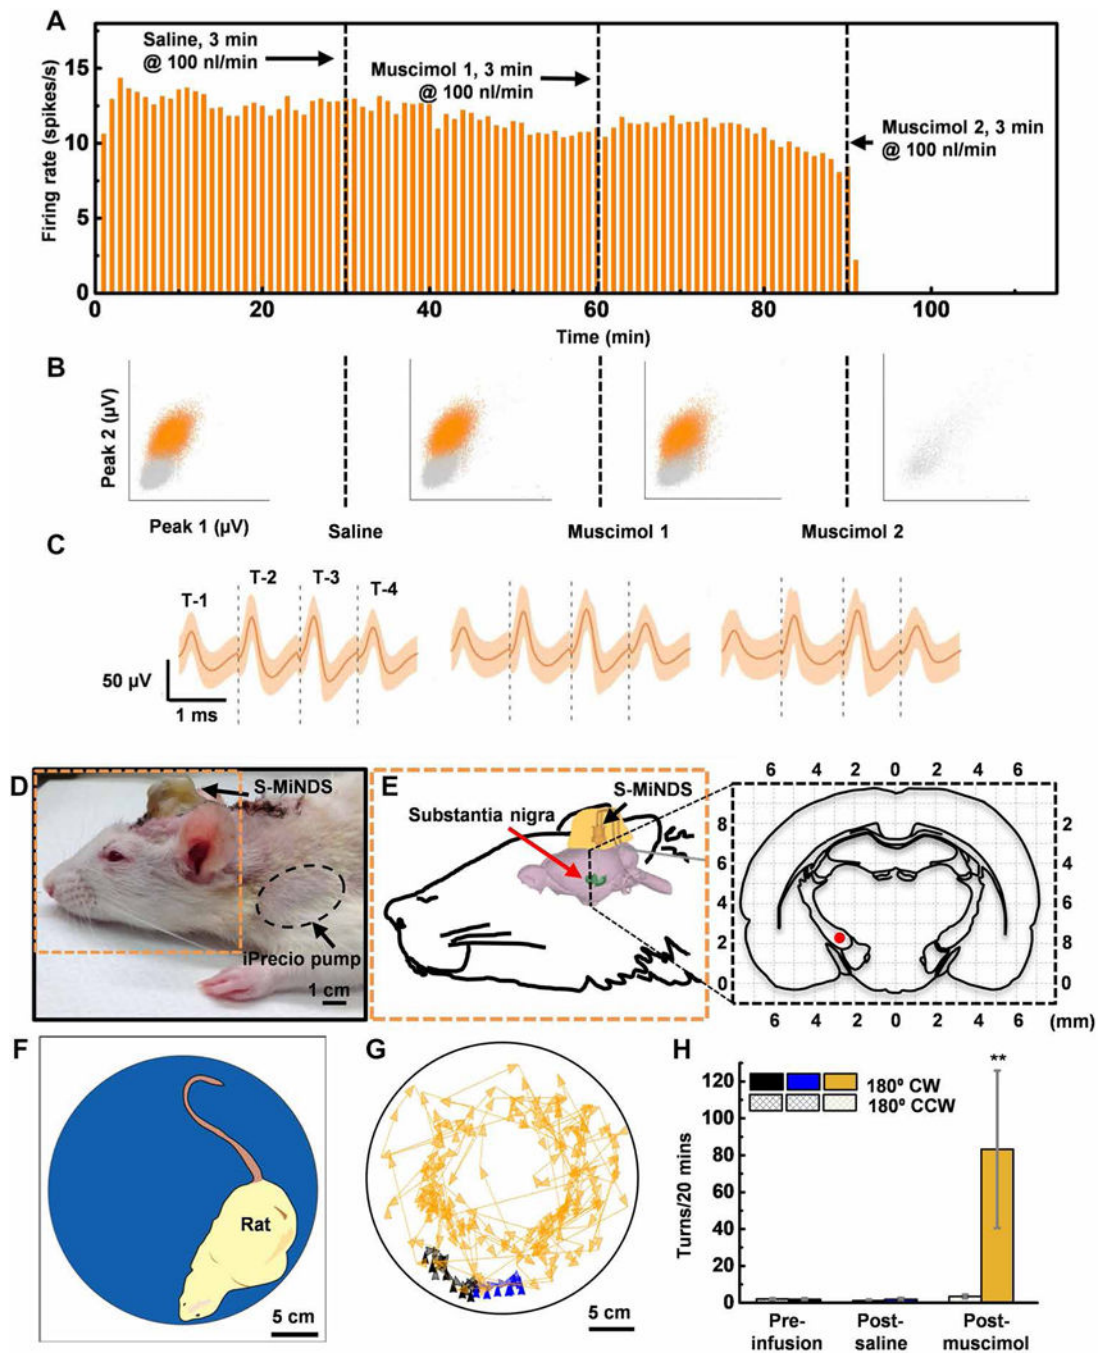 A
Saline, 3 min
@ 100 nl/min
Muscimol 1, 3 min
@ 100 nl/min
Muscimol 2, 3 min
@ 100 nl/min
Firing rate (spikes/s)
15
10
5
0
0 20 40 60 80 100
Time (min)
B
Peak 2 (µV)
Peak 1 (µV)
Saline
Muscimol 1
Muscimol 2
C
T-1
T-2
T-3
T-4
50 µV
1 ms
D
S-MiNDS
iPrecio pump
1 cm
E
S-MiNDS
Substantia nigra
6 4 2 0 2 4 6
8
6
4
2
0
2
4
6
8
0
6 4 2 0 2 4 6 (mm)
F
Rat
5 cm
G
5 cm
H
**
180º CW
180º CCW
Turns/20 mins
120
100
80
60
40
20
0
Pre-
infusion
Post-
saline
Post-
muscimol